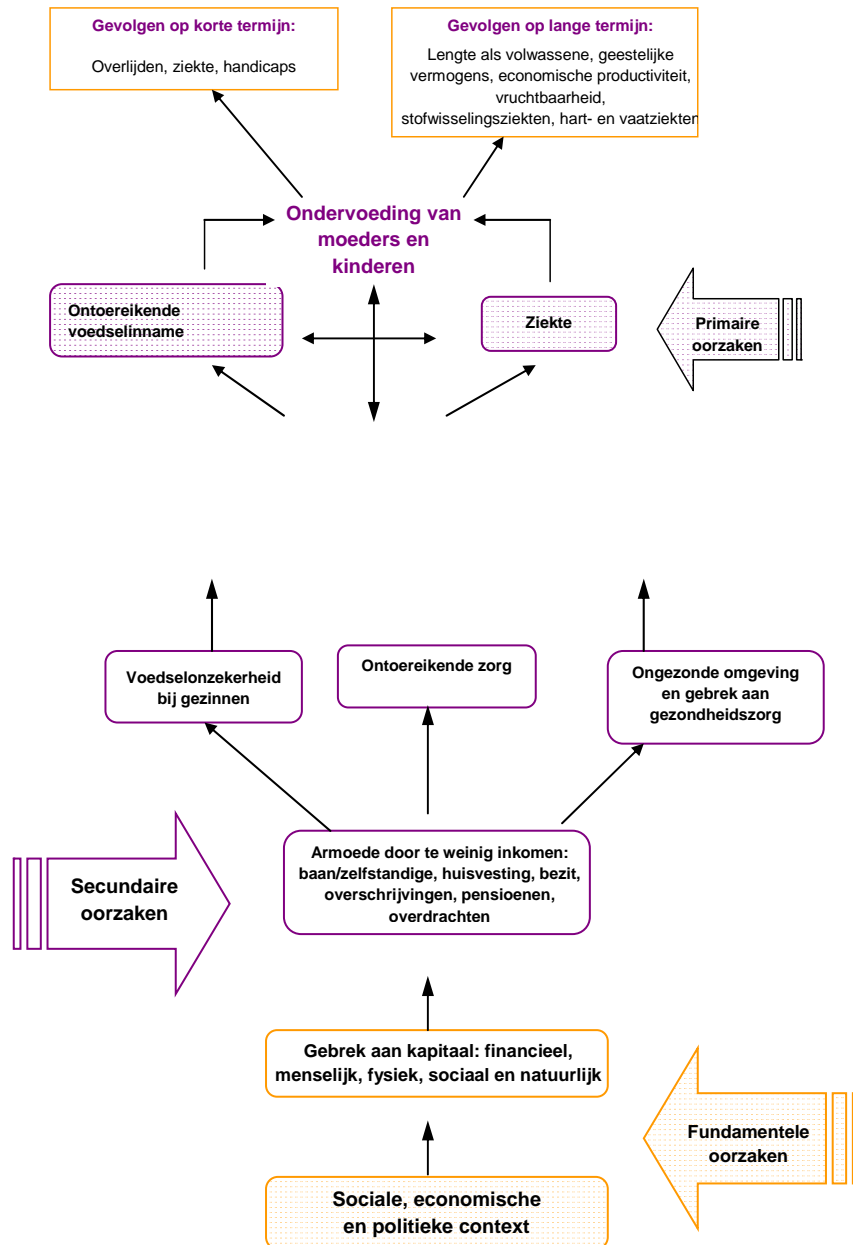 Gevolgen op korte termijn:
Overlijden, ziekte, handicaps
Gevolgen op lange termijn:
Lengte als volwassene, geestelijke
vermogens, economische productiviteit,
vruchtbaarheid,
stofwisselingsziekten, hart- en vaatziekten
Ondervoeding van
moeders en
kinderen
Ontoereikende
voedselinname
Ziekte
Primaire
oorzaken
Voedselonzekerheid
bij gezinnen
Ontoereikende zorg
Ongezonde omgeving
en gebrek aan
gezondheidszorg
Secundaire
oorzaken
Armoede door te weinig inkomen:
baan/zelfstandige, huisvesting, bezit,
overschrijvingen, pensioenen,
overdrachten
Gebrek aan kapitaal: financieel,
menselijk, fysiek, sociaal en natuurlijk
Fundamentele
oorzaken
Sociale, economische
en politieke context